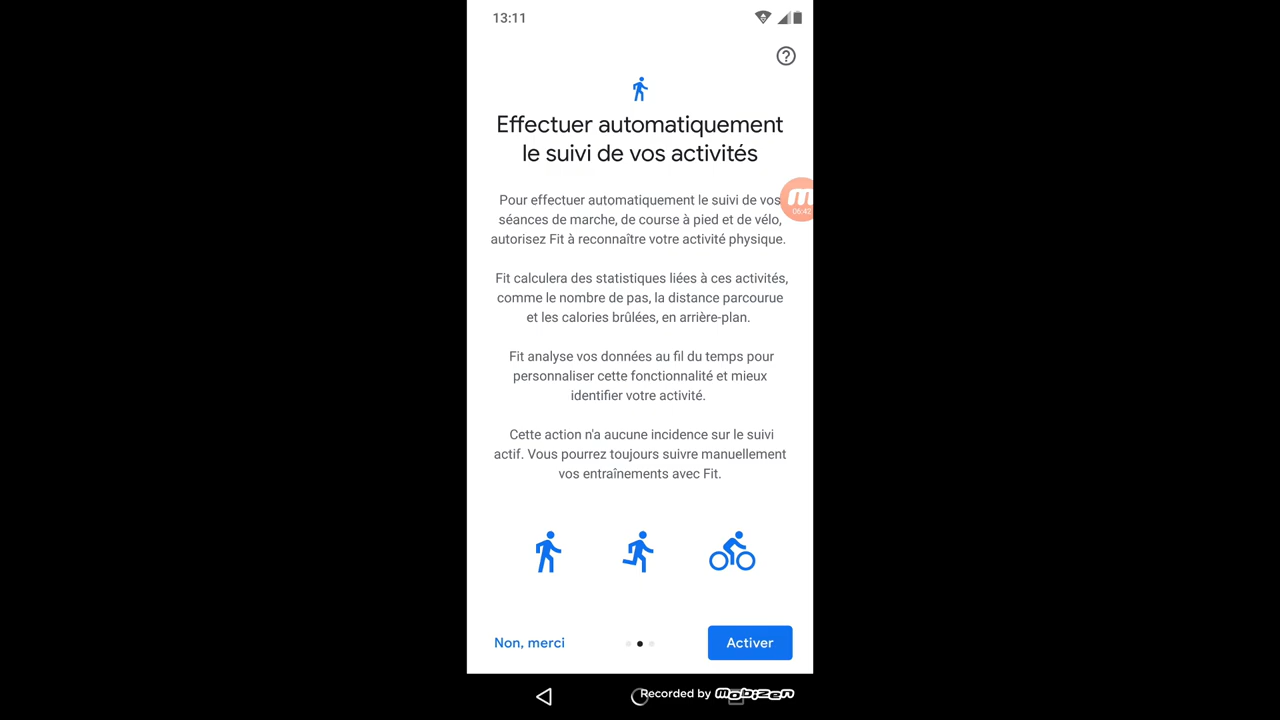 13:11
Effectuer automatiquement
le suivi de vos activités
Pour effectuer automatiquement le suivi de vos
séances de marche, de course à pied et de vélo,
autorisez Fit à reconnaître votre activité physique.
06:42
Fit calculera des statistiques liées à ces activités,
comme le nombre de pas, la distance parcourue
et les calories brûlées, en arrière-plan.
Fit analyse vos données au fil du temps pour
personnaliser cette fonctionnalité et mieux
identifier votre activité.
Cette action n'a aucune incidence sur le suivi
actif. Vous pourrez toujours suivre manuellement
vos entraînements avec Fit.
Non, merci
Activer
Recorded by mobizen